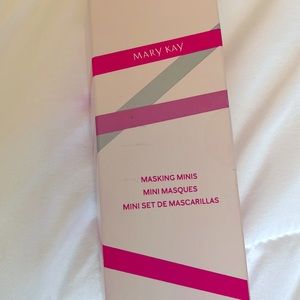 MARY KAY
MASKING MINIS
MINI MASQUES
MINI SET DE MASCARILLAS